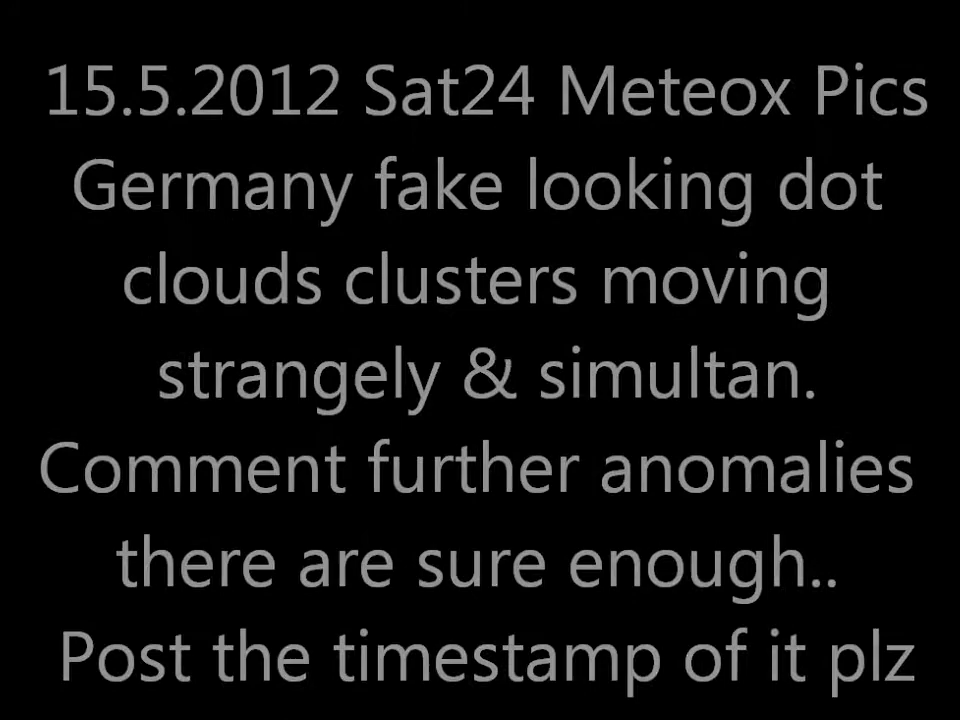 15.5.2012 Sat24 Meteox Pics
Germany fake looking dot
clouds clusters moving
strangely & simultan.
Comment further anomalies
there are sure enough..
Post the timestamp of it plz